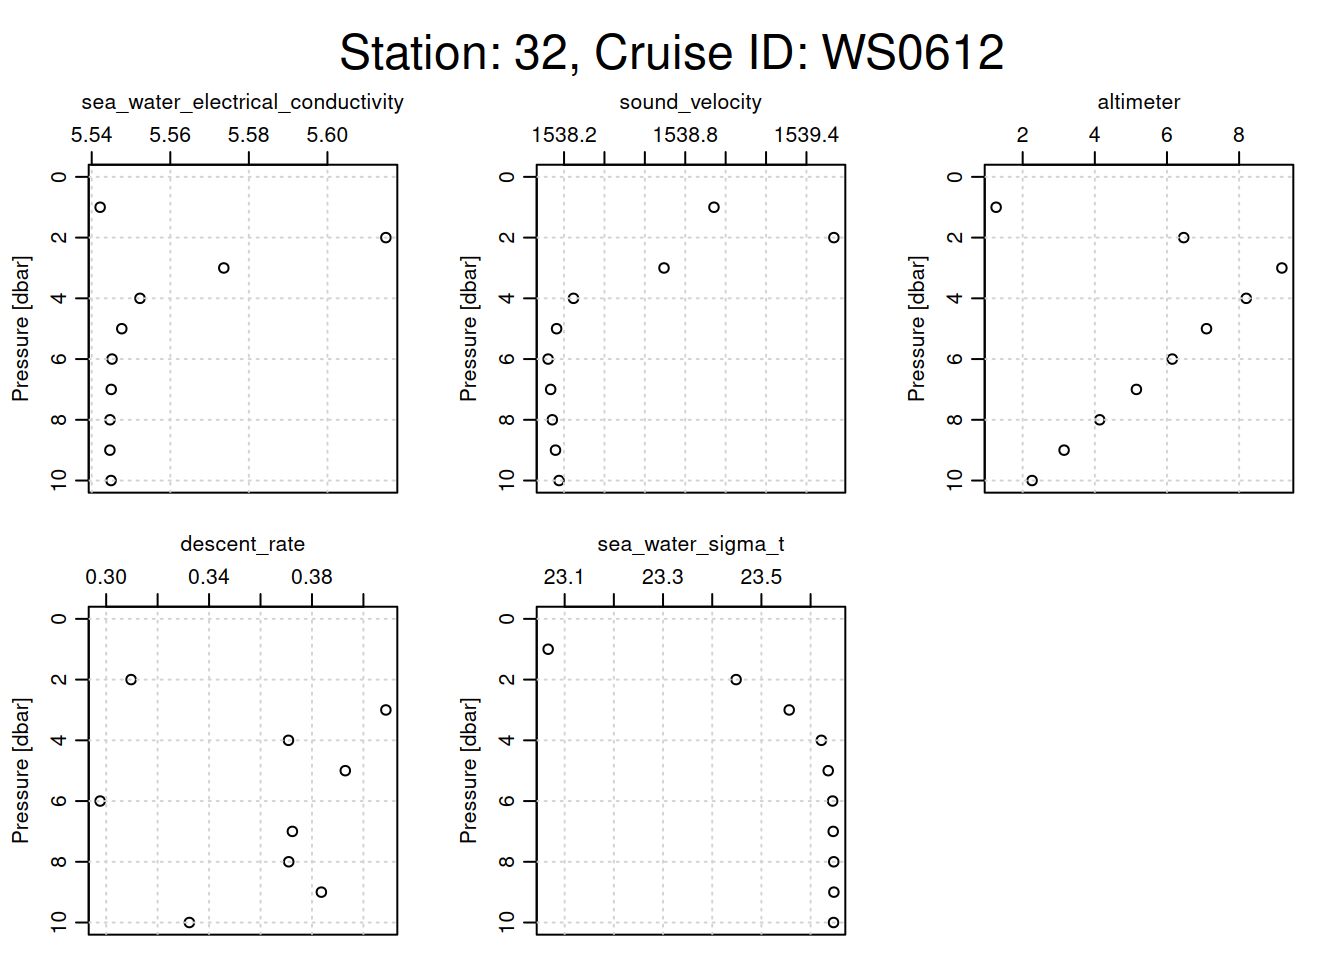 Station: 32, Cruise ID: WS0612
sea_water_electrical_conductivity
5.54 5.56 5.58 5.60
Pressure [dbar]
0
2
4
6
8
10
sound_velocity
1538.2 1538.8 1539.4
Pressure [dbar]
0
2
4
6
8
10
altimeter
2 4 6 8
Pressure [dbar]
0
2
4
6
8
10
descent_rate
0.30 0.34 0.38
Pressure [dbar]
0
2
4
6
8
10
sea_water_sigma_t
23.1 23.3 23.5
Pressure [dbar]
0
2
4
6
8
10